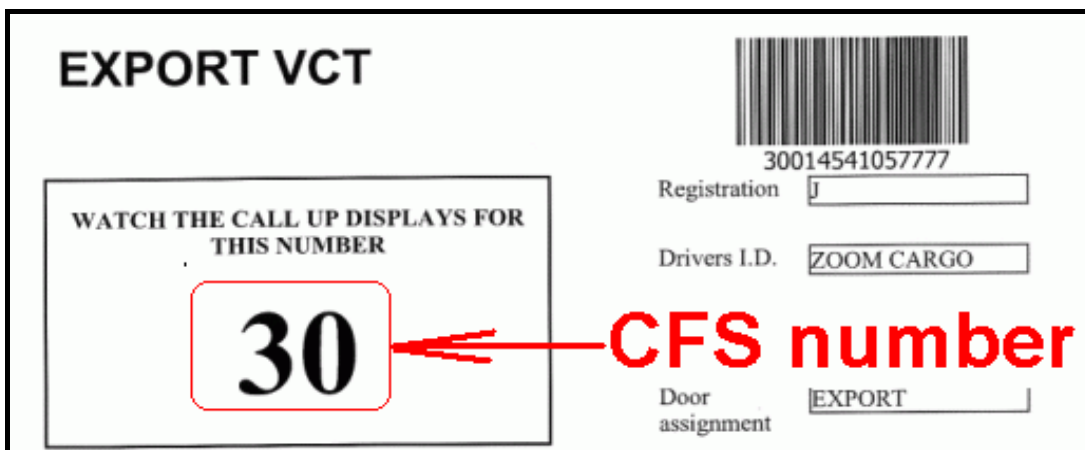 EXPORT VCT
30014541057777
Registration J
WATCH THE CALL UP DISPLAYS FOR
THIS NUMBER
Drivers I.D. ZOOM CARGO
30
CFS number
Door
assignment
EXPORT